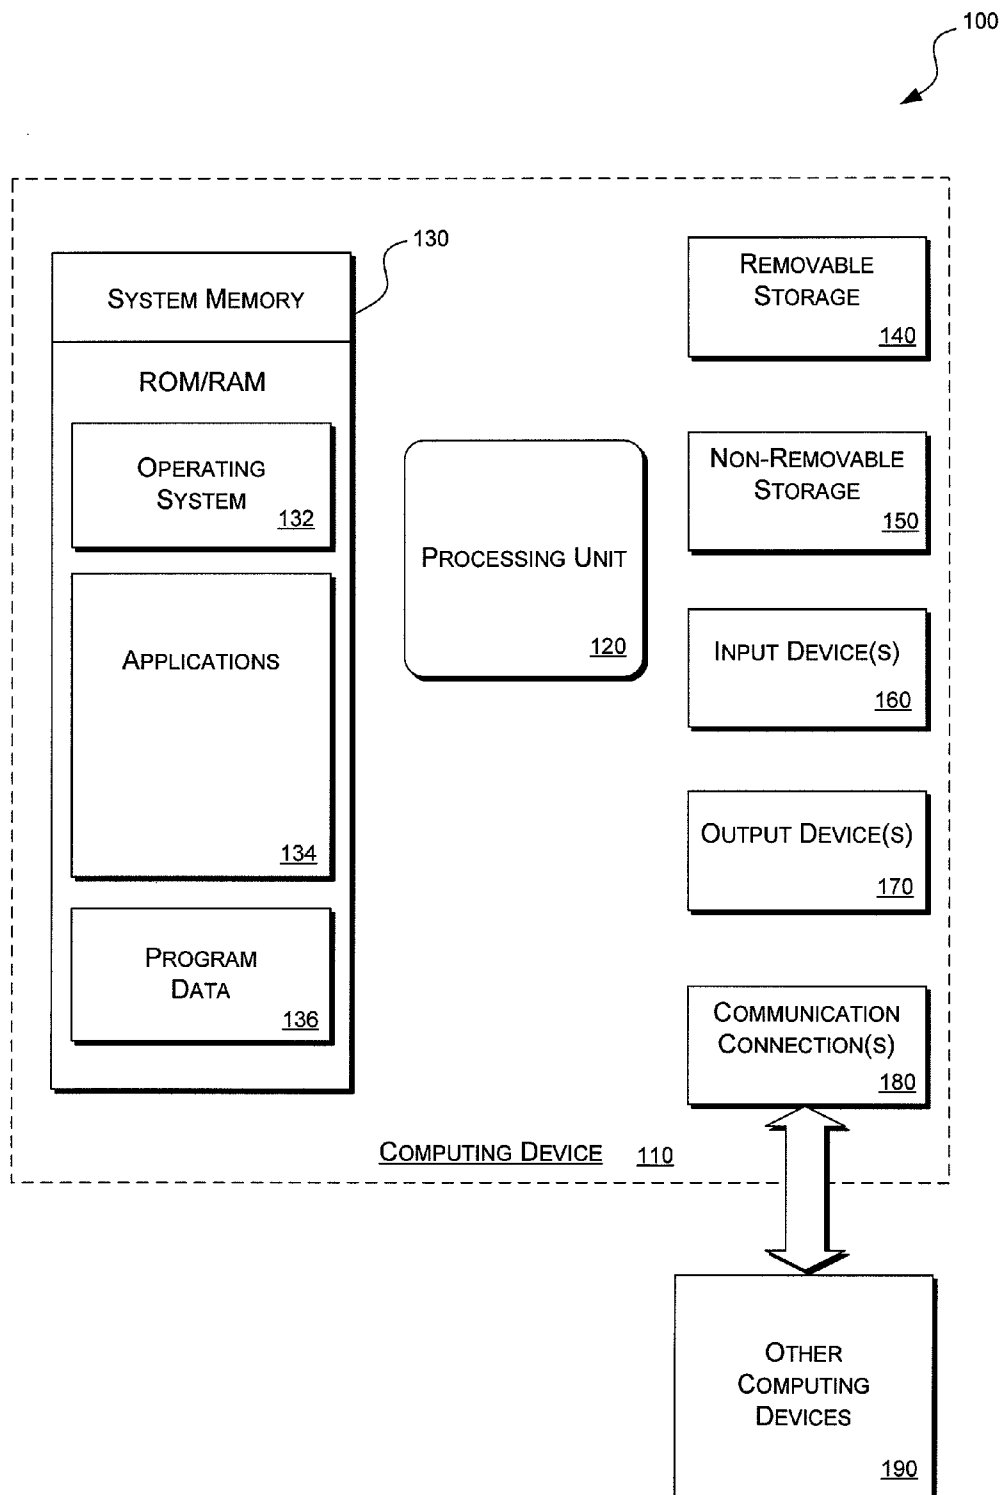 100
130
SYSTEM MEMORY
ROM/RAM
OPERATING
SYSTEM
132
APPLICATIONS
134
PROGRAM
DATA
136
PROCESSING UNIT
120
REMOVABLE
STORAGE
140
NON-REMOVABLE
STORAGE
150
INPUT DEVICE(S)
160
OUTPUT DEVICE(S)
170
COMMUNICATION
CONNECTION(S)
180
COMPUTING DEVICE 110
OTHER
COMPUTING
DEVICES
190